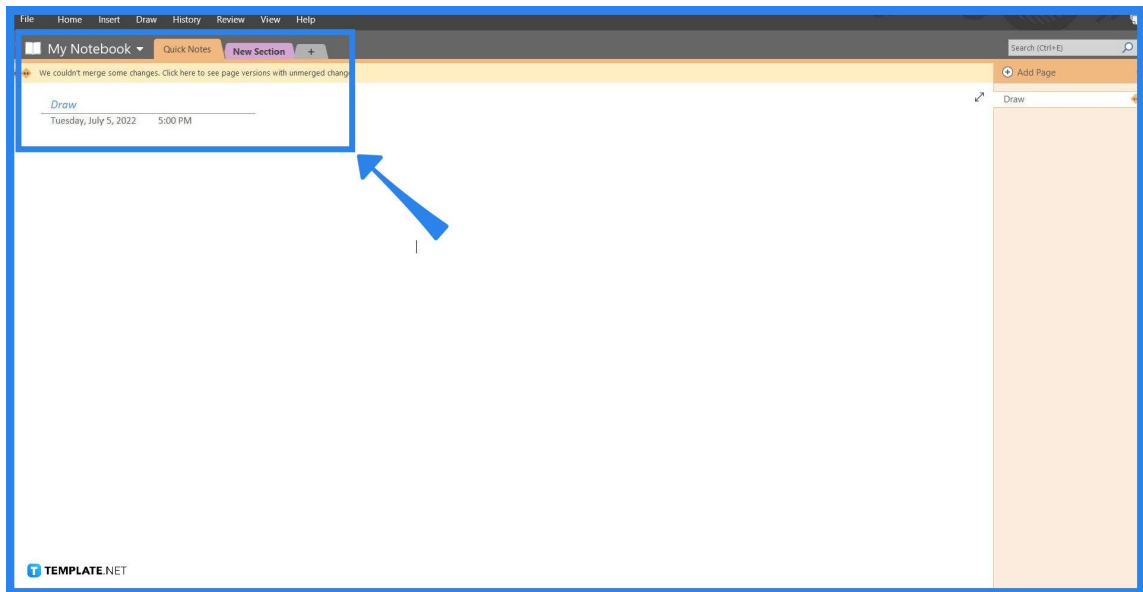 File Home Insert Draw History Review View Help
My Notebook Quick Notes New Section +
Search (Ctrl+E)
We couldn't merge some changes. Click here to see page versions with unmerged
Add Page
Draw
Draw
Tuesday, July 5, 2022 5:00 PM
T TEMPLATE.NET